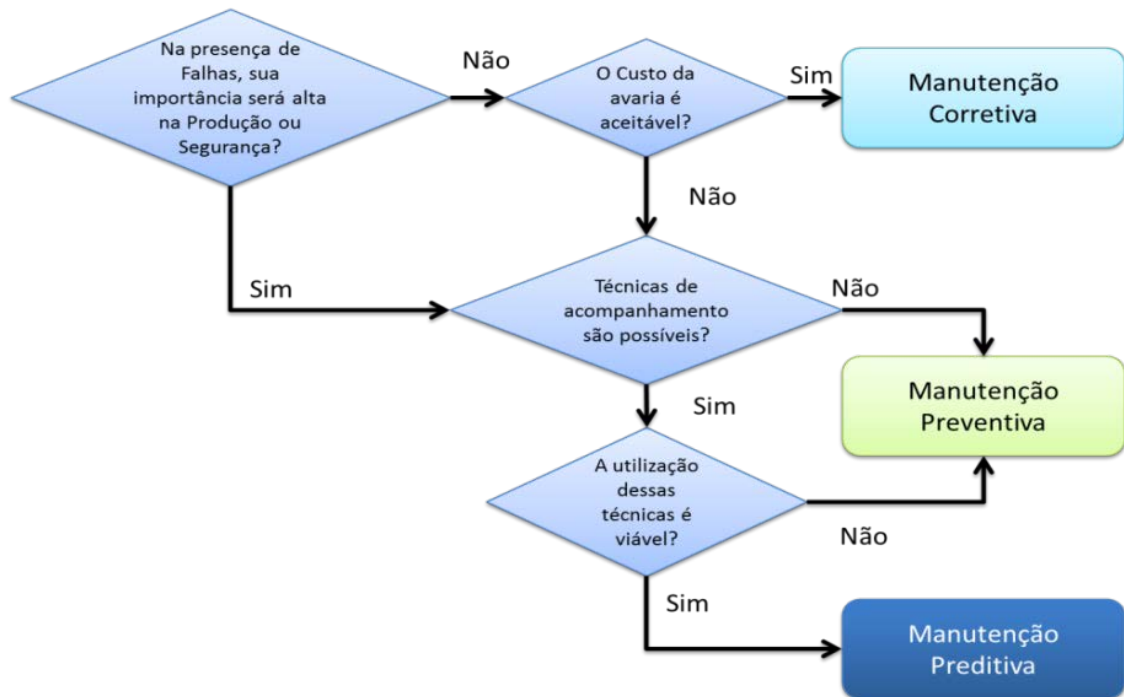 Na presença de
Falhas, sua
importância será alta
na Produção ou
Segurança?
Não
O Custo da
avaria é
aceitável?
Sim
Manutenção
Corretiva
Não
Sim
Técnicas de
acompanhamento
são possíveis?
Não
Manutenção
Preventiva
Sim
A utilização
dessas
técnicas é
viável?
Não
Sim
Manutenção
Preditiva